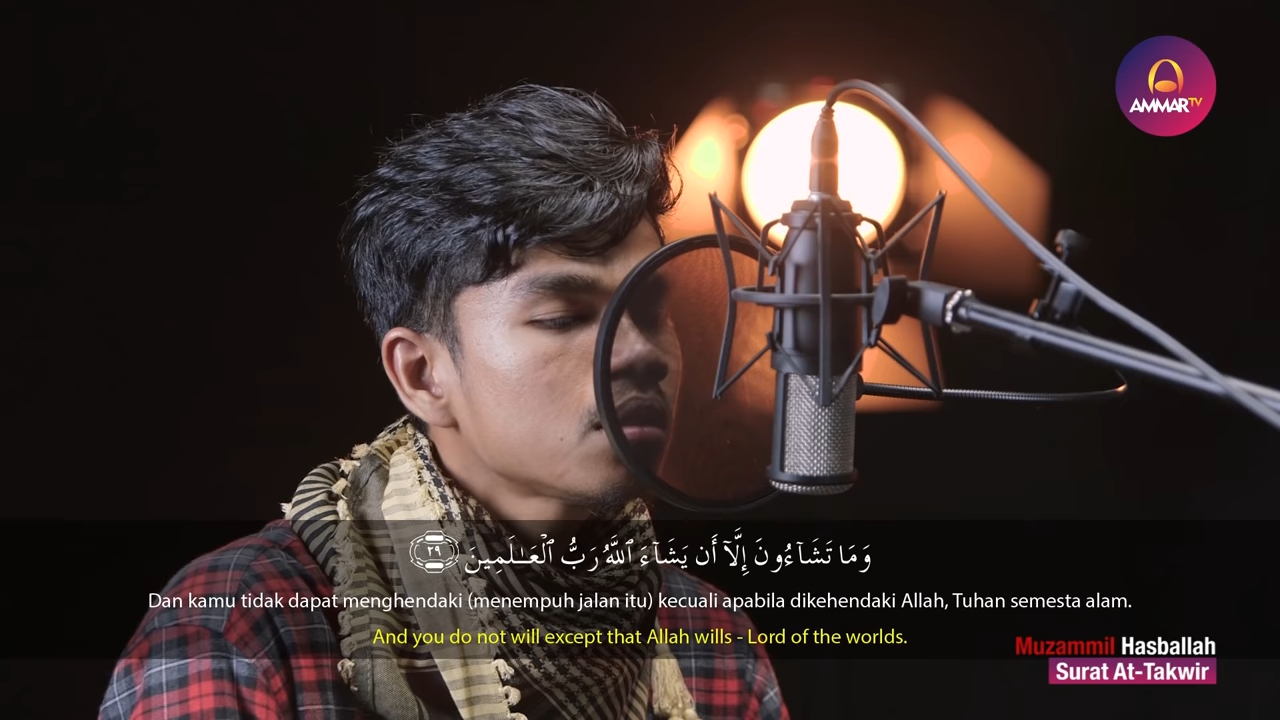 AMMARTV
وَمَا تَشَآءُونَ إِلَّآ أَن يَشَآءَ ٱللَّهُ رَبُّ ٱلْعَـٰلَمِينَ ٢٩
Dan kamu tidak dapat menghendaki (menempuh jalan itu) kecuali apabila dikehendaki Allah, Tuhan semesta alam.
And you do not will except that Allah wills - Lord of the worlds.
Muzammil Hasballah
Surat At-Takwir